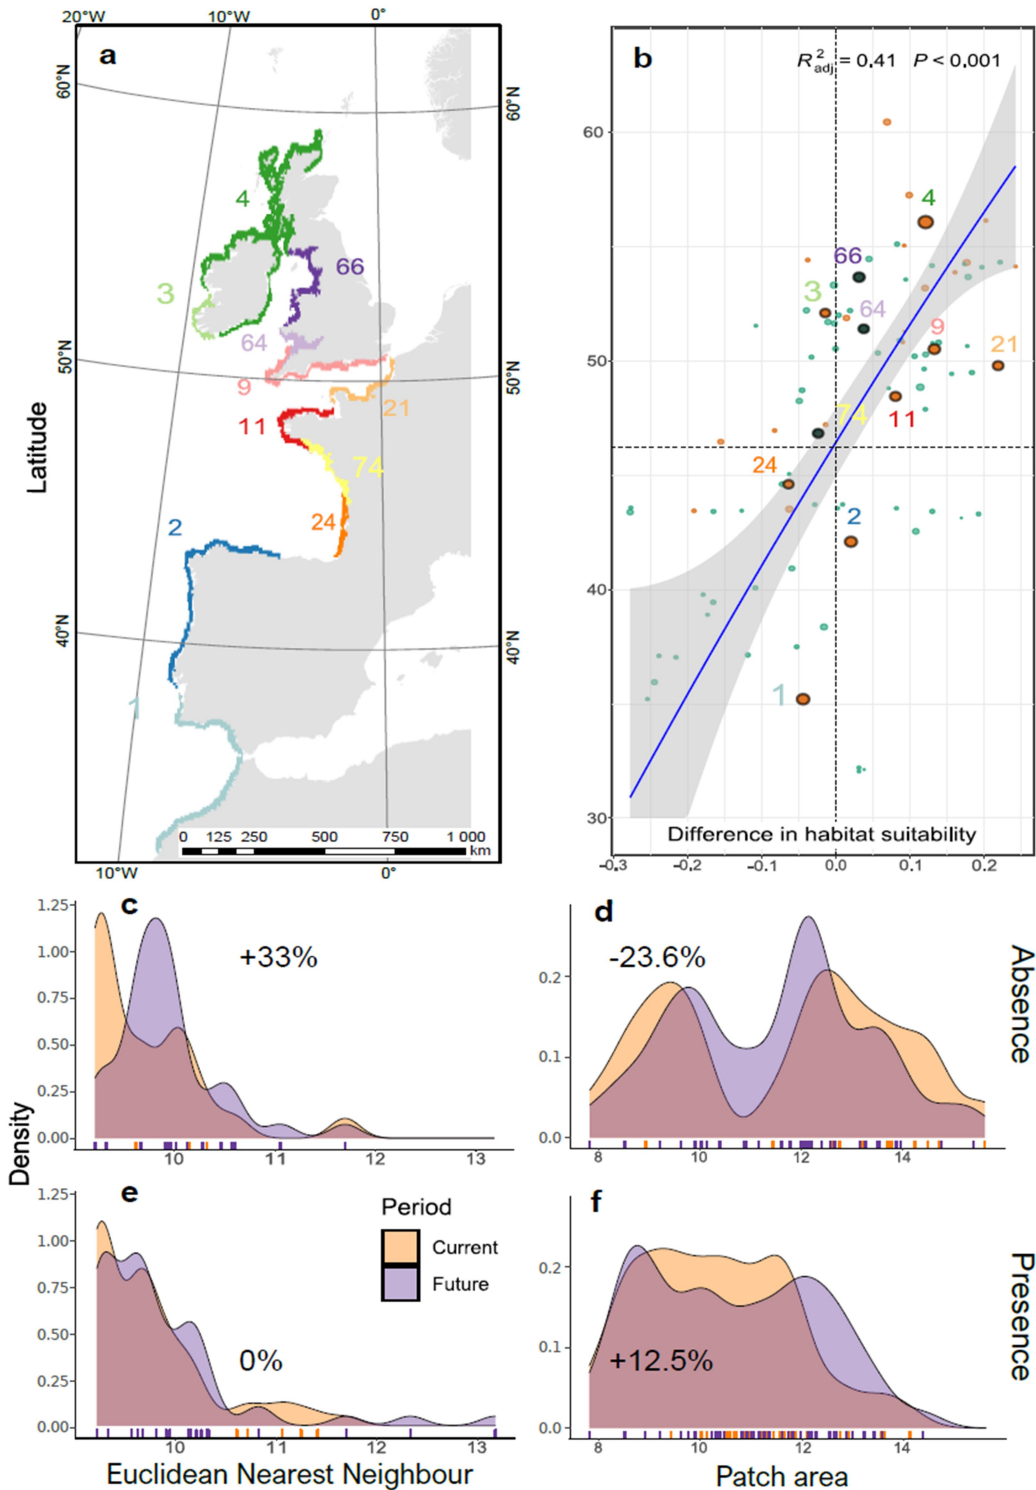 20°W 10°W 0°
a
60°N 60°N
4
66
3
64
50°N 50°N
9
21
11
74
24
2
40°N 40°N
1
Latitude
0 125 250 500 750 1 000
km
10°W 0°
b
R²adj = 0.41 P < 0.001
60
4
66
3
64
9
21
50
11
74
24
2
40
1
30
Difference in habitat suitability
-0.3 -0.2 -0.1 0.0 0.1 0.2
c
+33%
1.25
1.00
0.75
0.50
0.25
0.00
10 11 12 13
d
-23.6%
0.2
0.1
0.0
8 10 12 14
Absence
Density
e
0%
1.25
1.00
0.75
0.50
0.25
0.00
10 11 12 13
Period
Current
Future
Euclidean Nearest Neighbour
f
+12.5%
0.2
0.1
0.0
8 10 12 14
Presence
Patch area